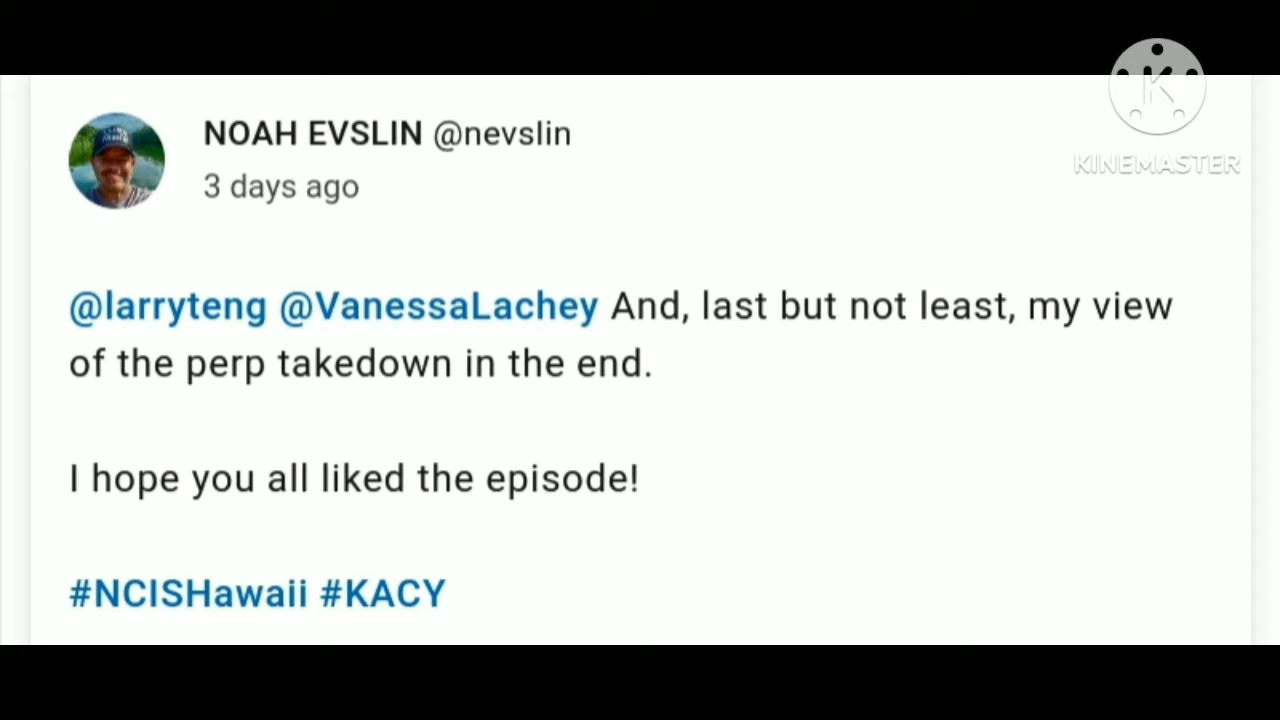 NOAH EVSLIN @nevslin
3 days ago
@larryteng @VanessaLachey And, last but not least, my view
of the perp takedown in the end.
I hope you all liked the episode!
#NCISHawaii #KACY
K
KINEMASTER